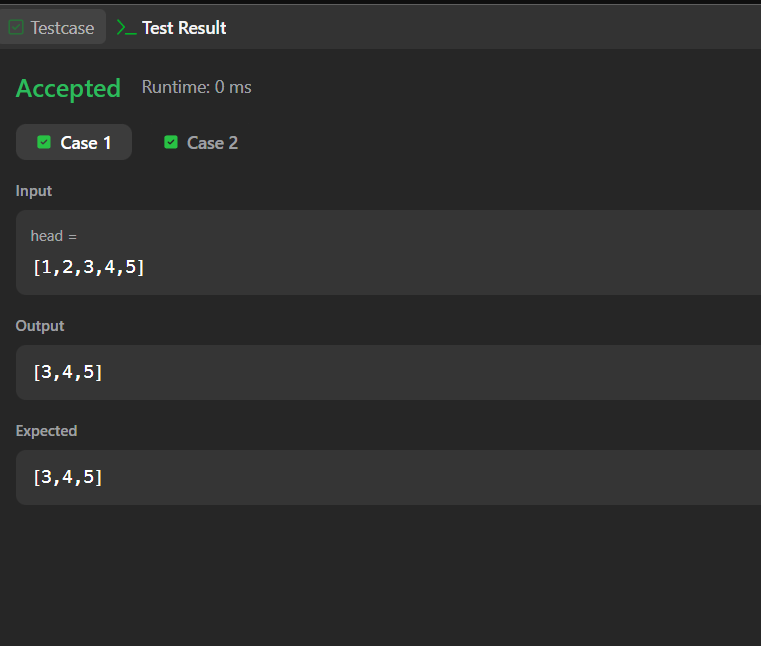 Testcase
Test Result
Accepted
Runtime: 0 ms
Case 1
Case 2
Input
head =
[1,2,3,4,5]
Output
[3,4,5]
Expected
[3,4,5]